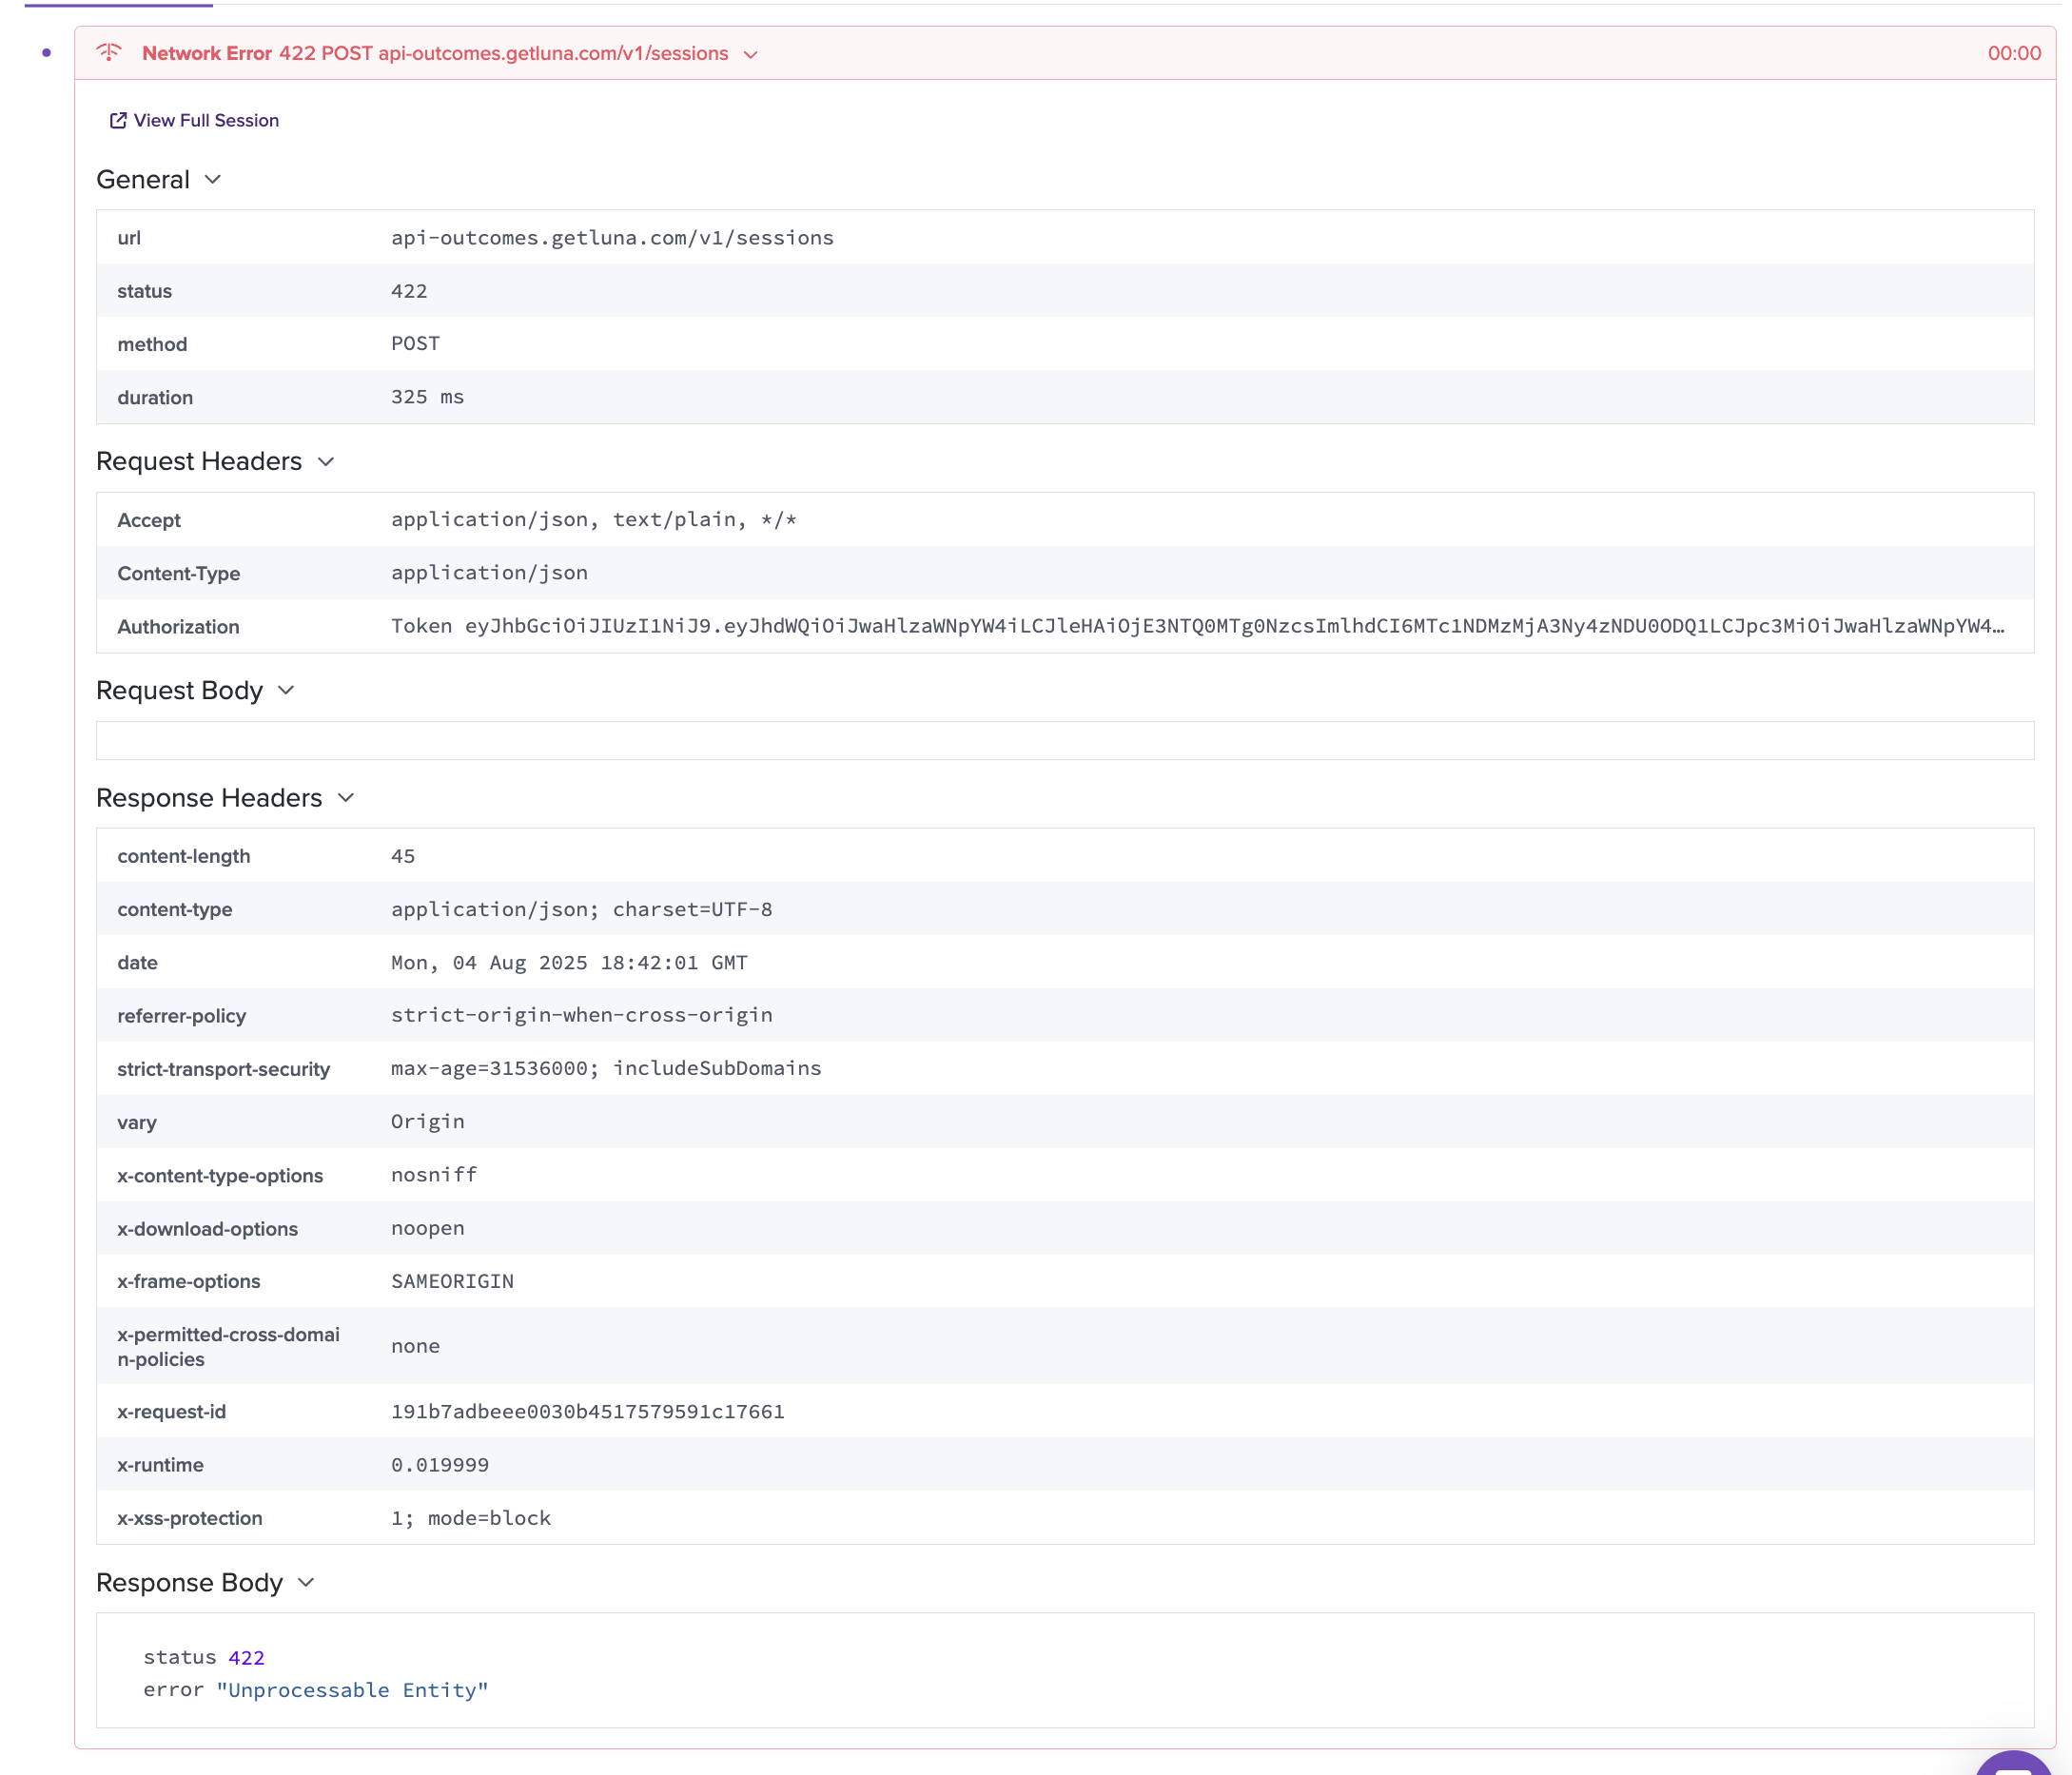 Network Error 422 POST api-outcomes.getluna.com/v1/sessions 00:00
View Full Session
General
url api-outcomes.getluna.com/v1/sessions
status 422
method POST
duration 325 ms
Request Headers
Accept application/json, text/plain, */*
Content-Type application/json
Authorization Token eyJhbGciOiJIUzI1NiJ9.eyJhdWQiOiJwaHlzaWNpYW4iLCJleHAiOjE3NTQ0MTg0NzcsImlhdCI6MTc1NDMzMjA3Ny4zNDU0ODQ1LCJpc3MiOiJwaHlzaWNpYW4…
Request Body
Response Headers
content-length 45
content-type application/json; charset=UTF-8
date Mon, 04 Aug 2025 18:42:01 GMT
referrer-policy strict-origin-when-cross-origin
strict-transport-security max-age=31536000; includeSubDomains
vary Origin
x-content-type-options nosniff
x-download-options noopen
x-frame-options SAMEORIGIN
x-permitted-cross-domai
n-policies none
x-request-id 191b7adbeee0030b4517579591c17661
x-runtime 0.019999
x-xss-protection 1; mode=block
Response Body
status 422
error "Unprocessable Entity"